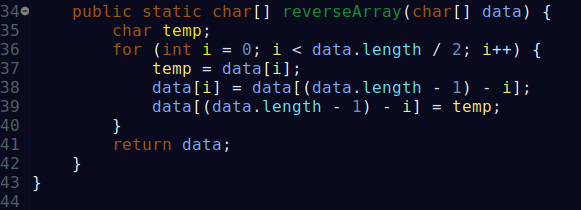 34 public static char[] reverseArray(char[] data) {
35 char temp;
36 for (int i = 0; i < data.length / 2; i++) {
37 temp = data[i];
38 data[i] = data[(data.length - 1) - i];
39 data[(data.length - 1) - i] = temp;
40 }
41 return data;
42 }
43 }
44